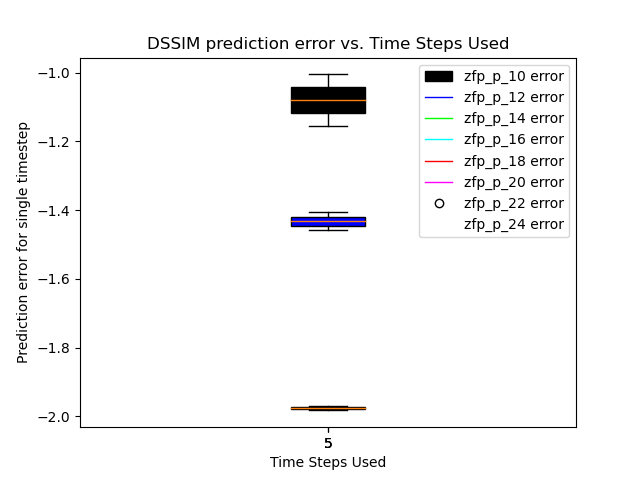 DSSIM prediction error vs. Time Steps Used
Prediction error for single timestep
−1.0
−1.2
−1.4
−1.6
−1.8
−2.0
zfp_p_10 error
zfp_p_12 error
zfp_p_14 error
zfp_p_16 error
zfp_p_18 error
zfp_p_20 error
zfp_p_22 error
zfp_p_24 error
5
Time Steps Used